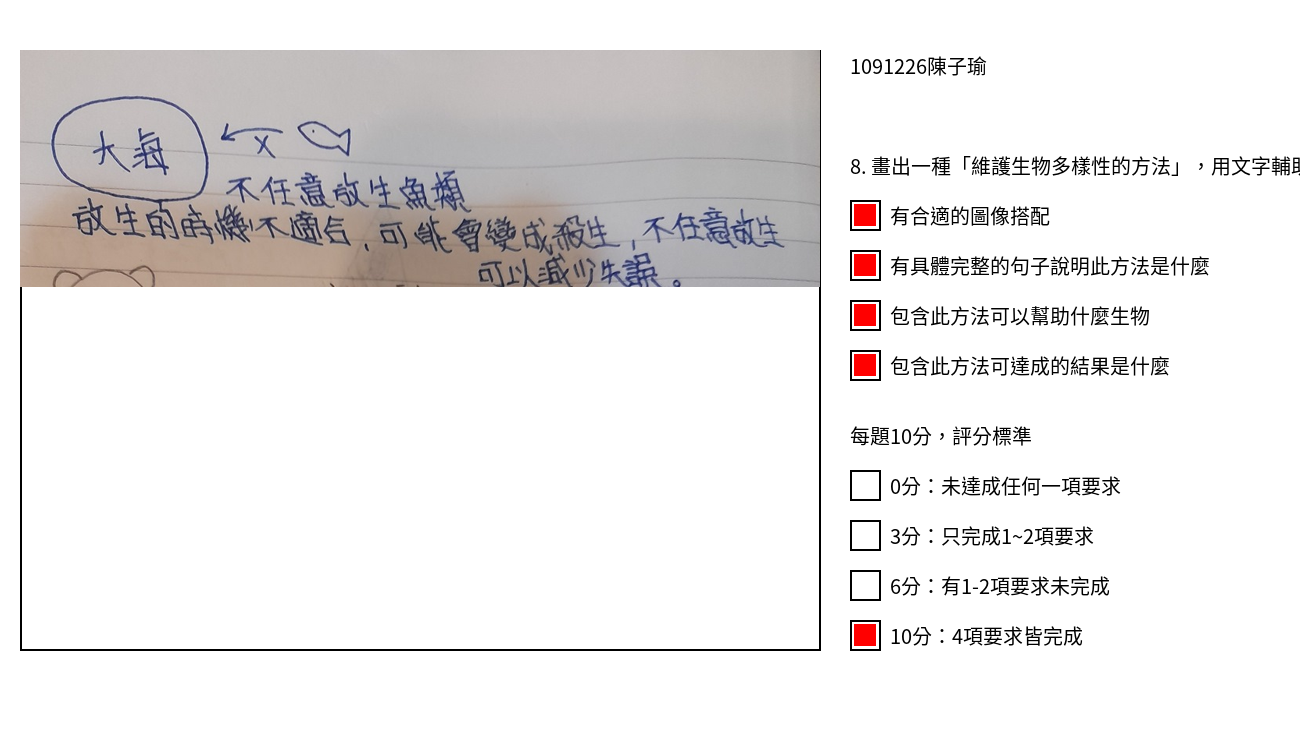 大海
X
不任意放生魚類
放生的時機不適合，可能會變成殺生，不任意放生
可以減少失誤。
1091226陳子瑜
8. 畫出一種「維護生物多樣性的方法」，用文字輔助
有合適的圖像搭配
有具體完整的句子說明此方法是什麼
包含此方法可以幫助什麼生物
包含此方法可達成的結果是什麼
每題10分，評分標準
0分：未達成任何一項要求
3分：只完成1~2項要求
6分：有1-2項要求未完成
10分：4項要求皆完成